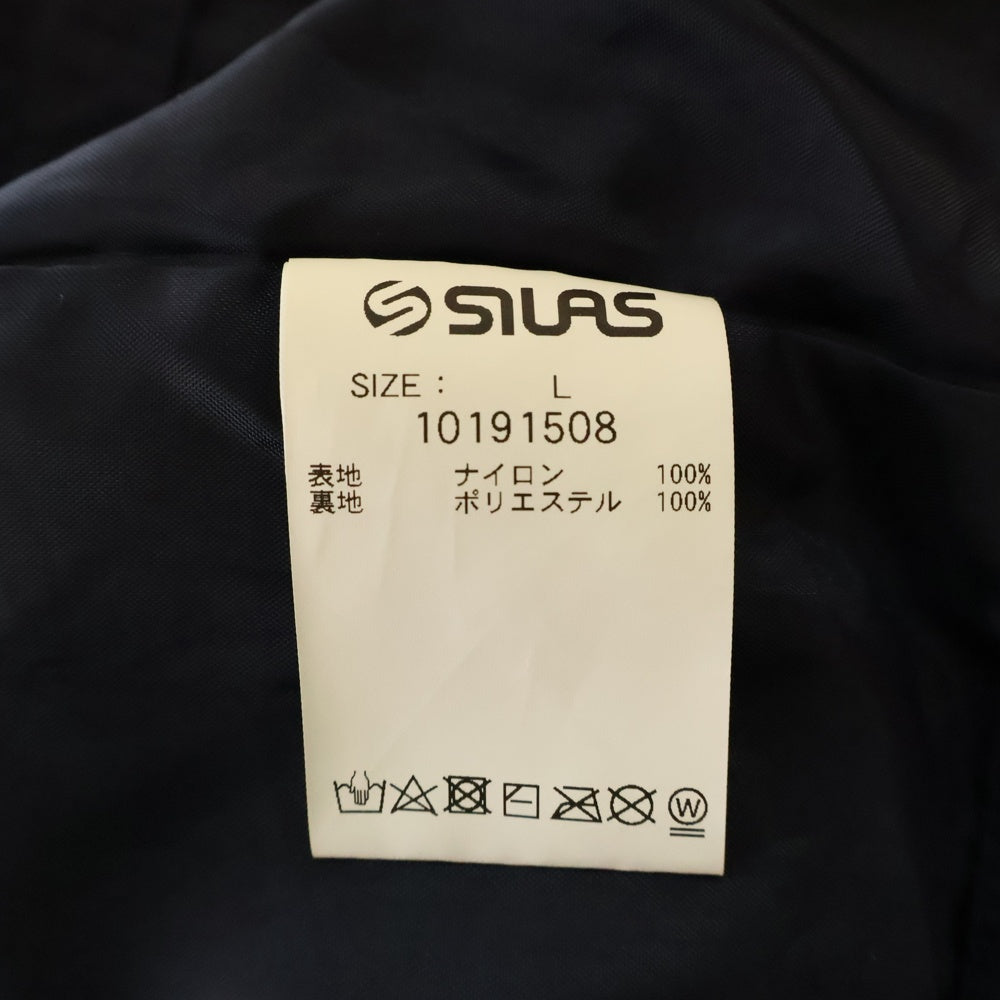 SILAS
SIZE : L
10191508
表地 ナイロン 100%
裏地 ポリエステル 100%
W